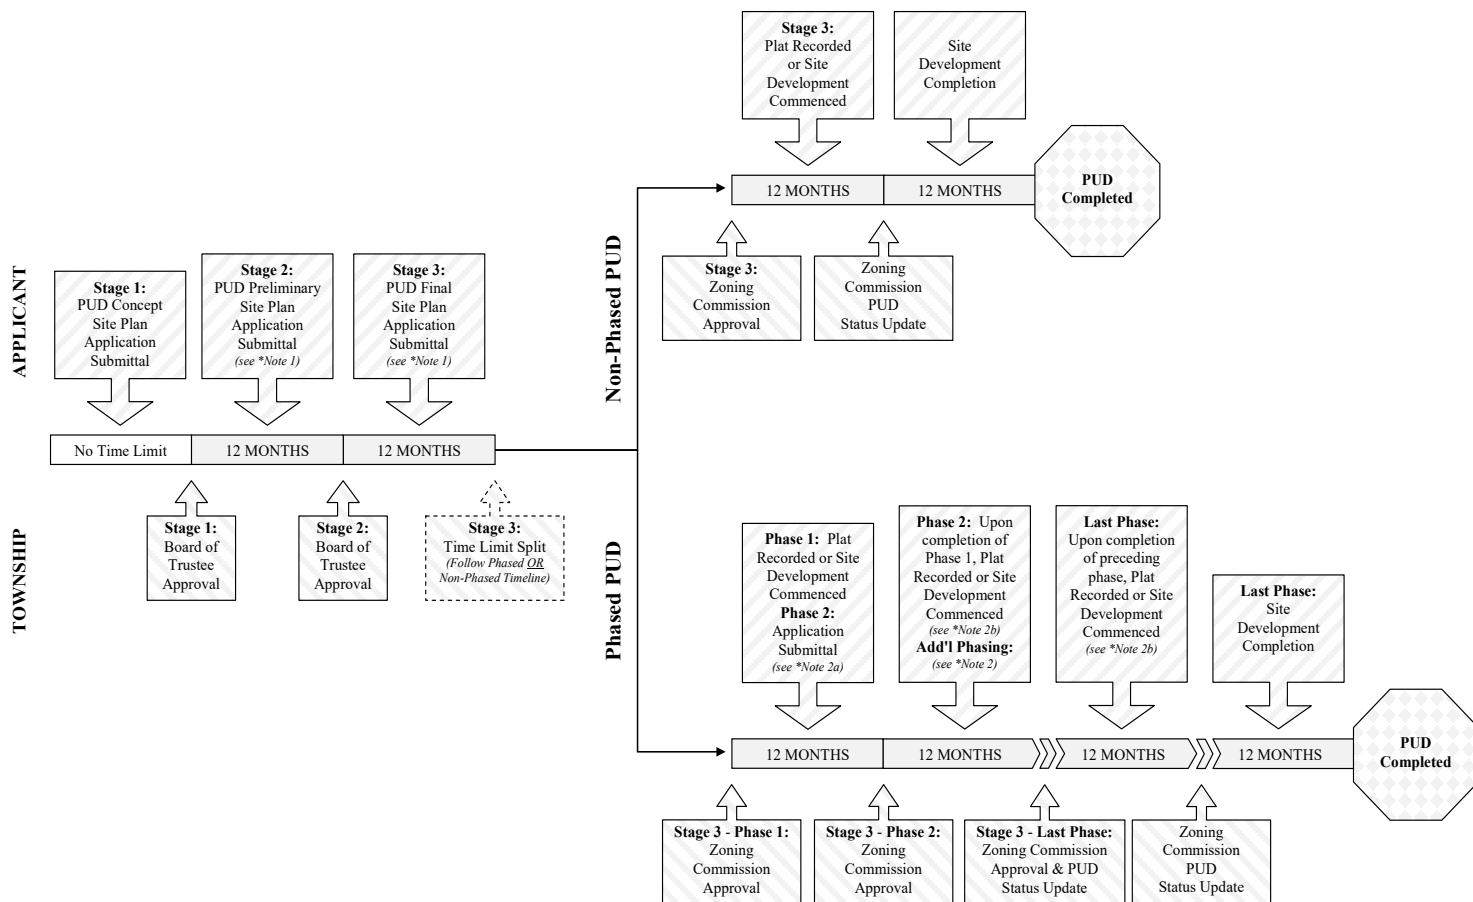 APPLICANT
TOWNSHIP
Stage 1:
PUD Concept
Site Plan
Application
Submittal
Stage 2:
PUD Preliminary
Site Plan
Application
Submittal
(see *Note 1)
Stage 3:
PUD Final
Site Plan
Application
Submittal
(see *Note 1)
No Time Limit
12 MONTHS
12 MONTHS
Stage 1:
Board of
Trustee
Approval
Stage 2:
Board of
Trustee
Approval
Stage 3:
Time Limit Split
(Follow Phased OR
Non-Phased Timeline)
Non-Phased PUD
Stage 3:
Plat Recorded
or Site
Development
Commenced
Site
Development
Completion
12 MONTHS
12 MONTHS
PUD
Completed
Stage 3:
Zoning
Commission
Approval
Zoning
Commission
PUD
Status Update
Phased PUD
Phase 1: Plat
Recorded or Site
Development
Commenced
Phase 2:
Application
Submittal
(see *Note 2a)
Phase 2: Upon
completion of
Phase 1, Plat
Recorded or Site
Development
Commenced
(see *Note 2b)
Add'l Phasing:
(see *Note 2)
Last Phase:
Upon completion
of preceding
phase, Plat
Recorded or Site
Development
Commenced
(see *Note 2b)
Last Phase:
Site
Development
Completion
12 MONTHS
12 MONTHS
12 MONTHS
12 MONTHS
PUD
Completed
Stage 3 - Phase 1:
Zoning
Commission
Approval
Stage 3 - Phase 2:
Zoning
Commission
Approval
Stage 3 - Last Phase:
Zoning Commission
Approval & PUD
Status Update
Zoning
Commission
PUD
Status Update